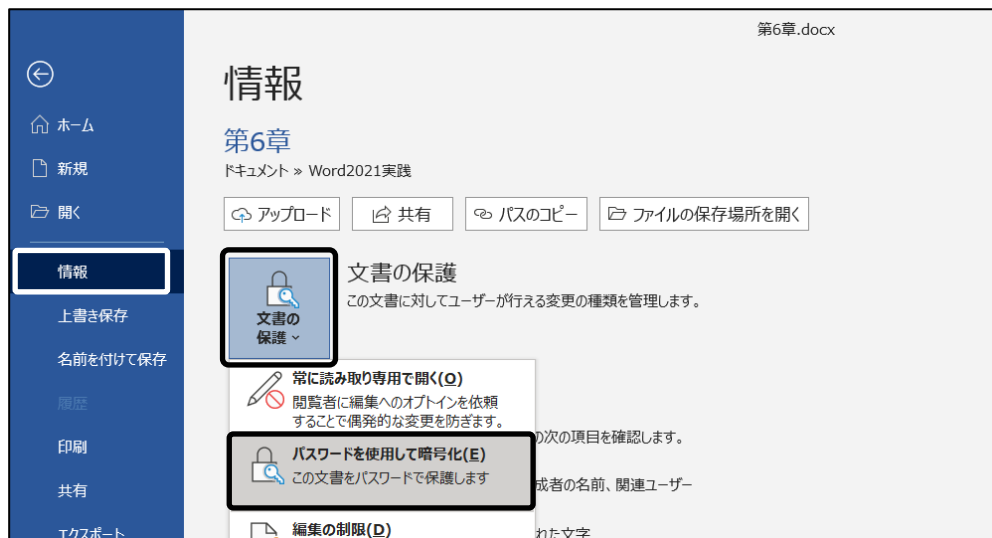 第6章.docx
情報
第6章
ドキュメント » Word2021実践
アップロード
共有
パスのコピー
ファイルの保存場所を開く
ホーム
新規
開く
情報
上書き保存
名前を付けて保存
履歴
印刷
共有
エクスポート
文書の
保護
文書の保護
この文書に対してユーザーが行える変更の種類を管理します。
常に読み取り専用で開く(O)
閲覧者に編集へのオプトインを依頼
することで偶発的な変更を防ぎます。
パスワードを使用して暗号化(E)
この文書をパスワードで保護します
編集の制限(D)
の次の項目を確認します。
成者の名前、関連ユーザー
れた文字